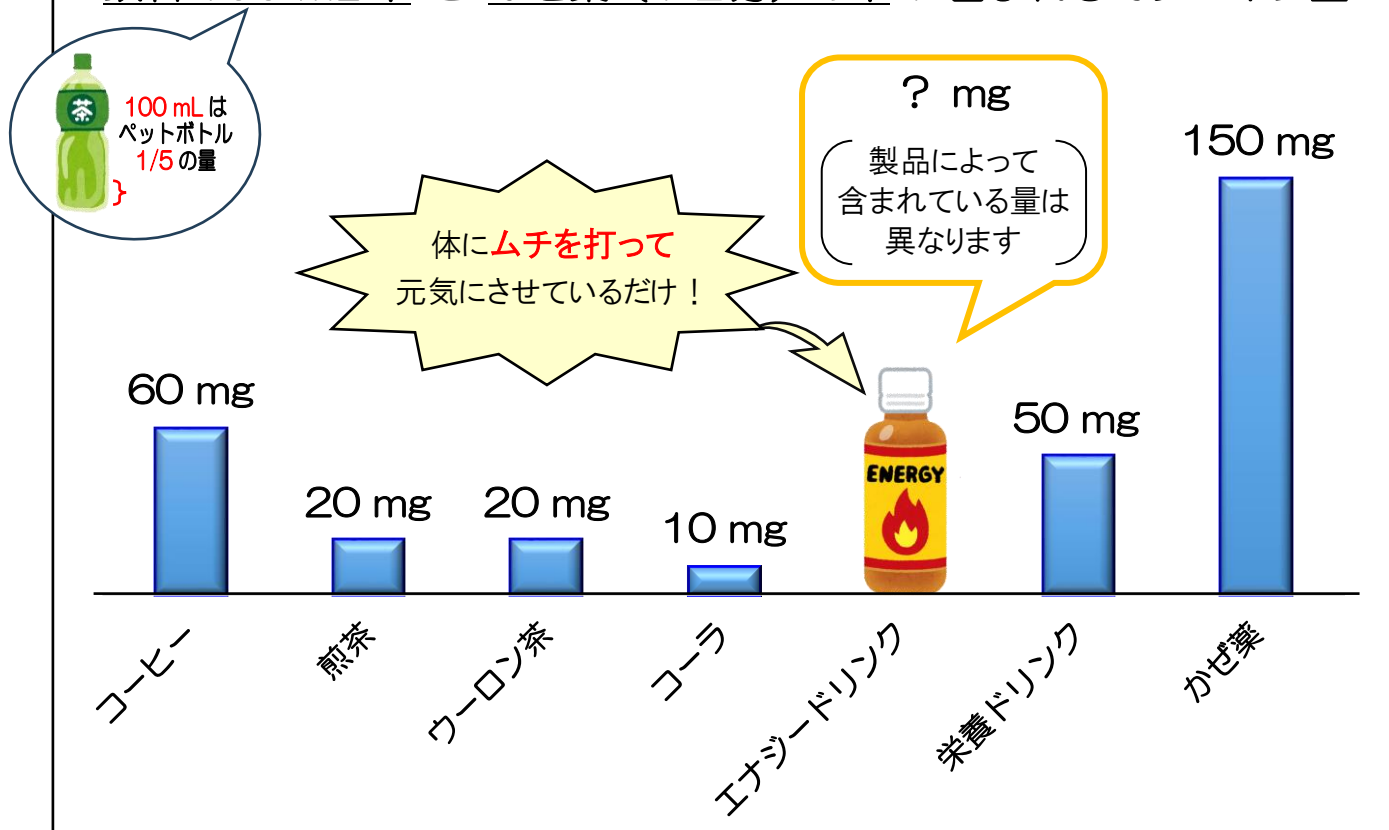 茶
100 mL は
ペットボトル
1/5 の量
? mg
製品によって
含まれている量は
異なります
150 mg
体にムチを打って
元気にさせているだけ！
60 mg
20 mg
20 mg
10 mg
50 mg
ENERGY
コーヒー
煎茶
ウーロン茶
コーラ
エナジードリンク
栄養ドリンク
かぜ薬